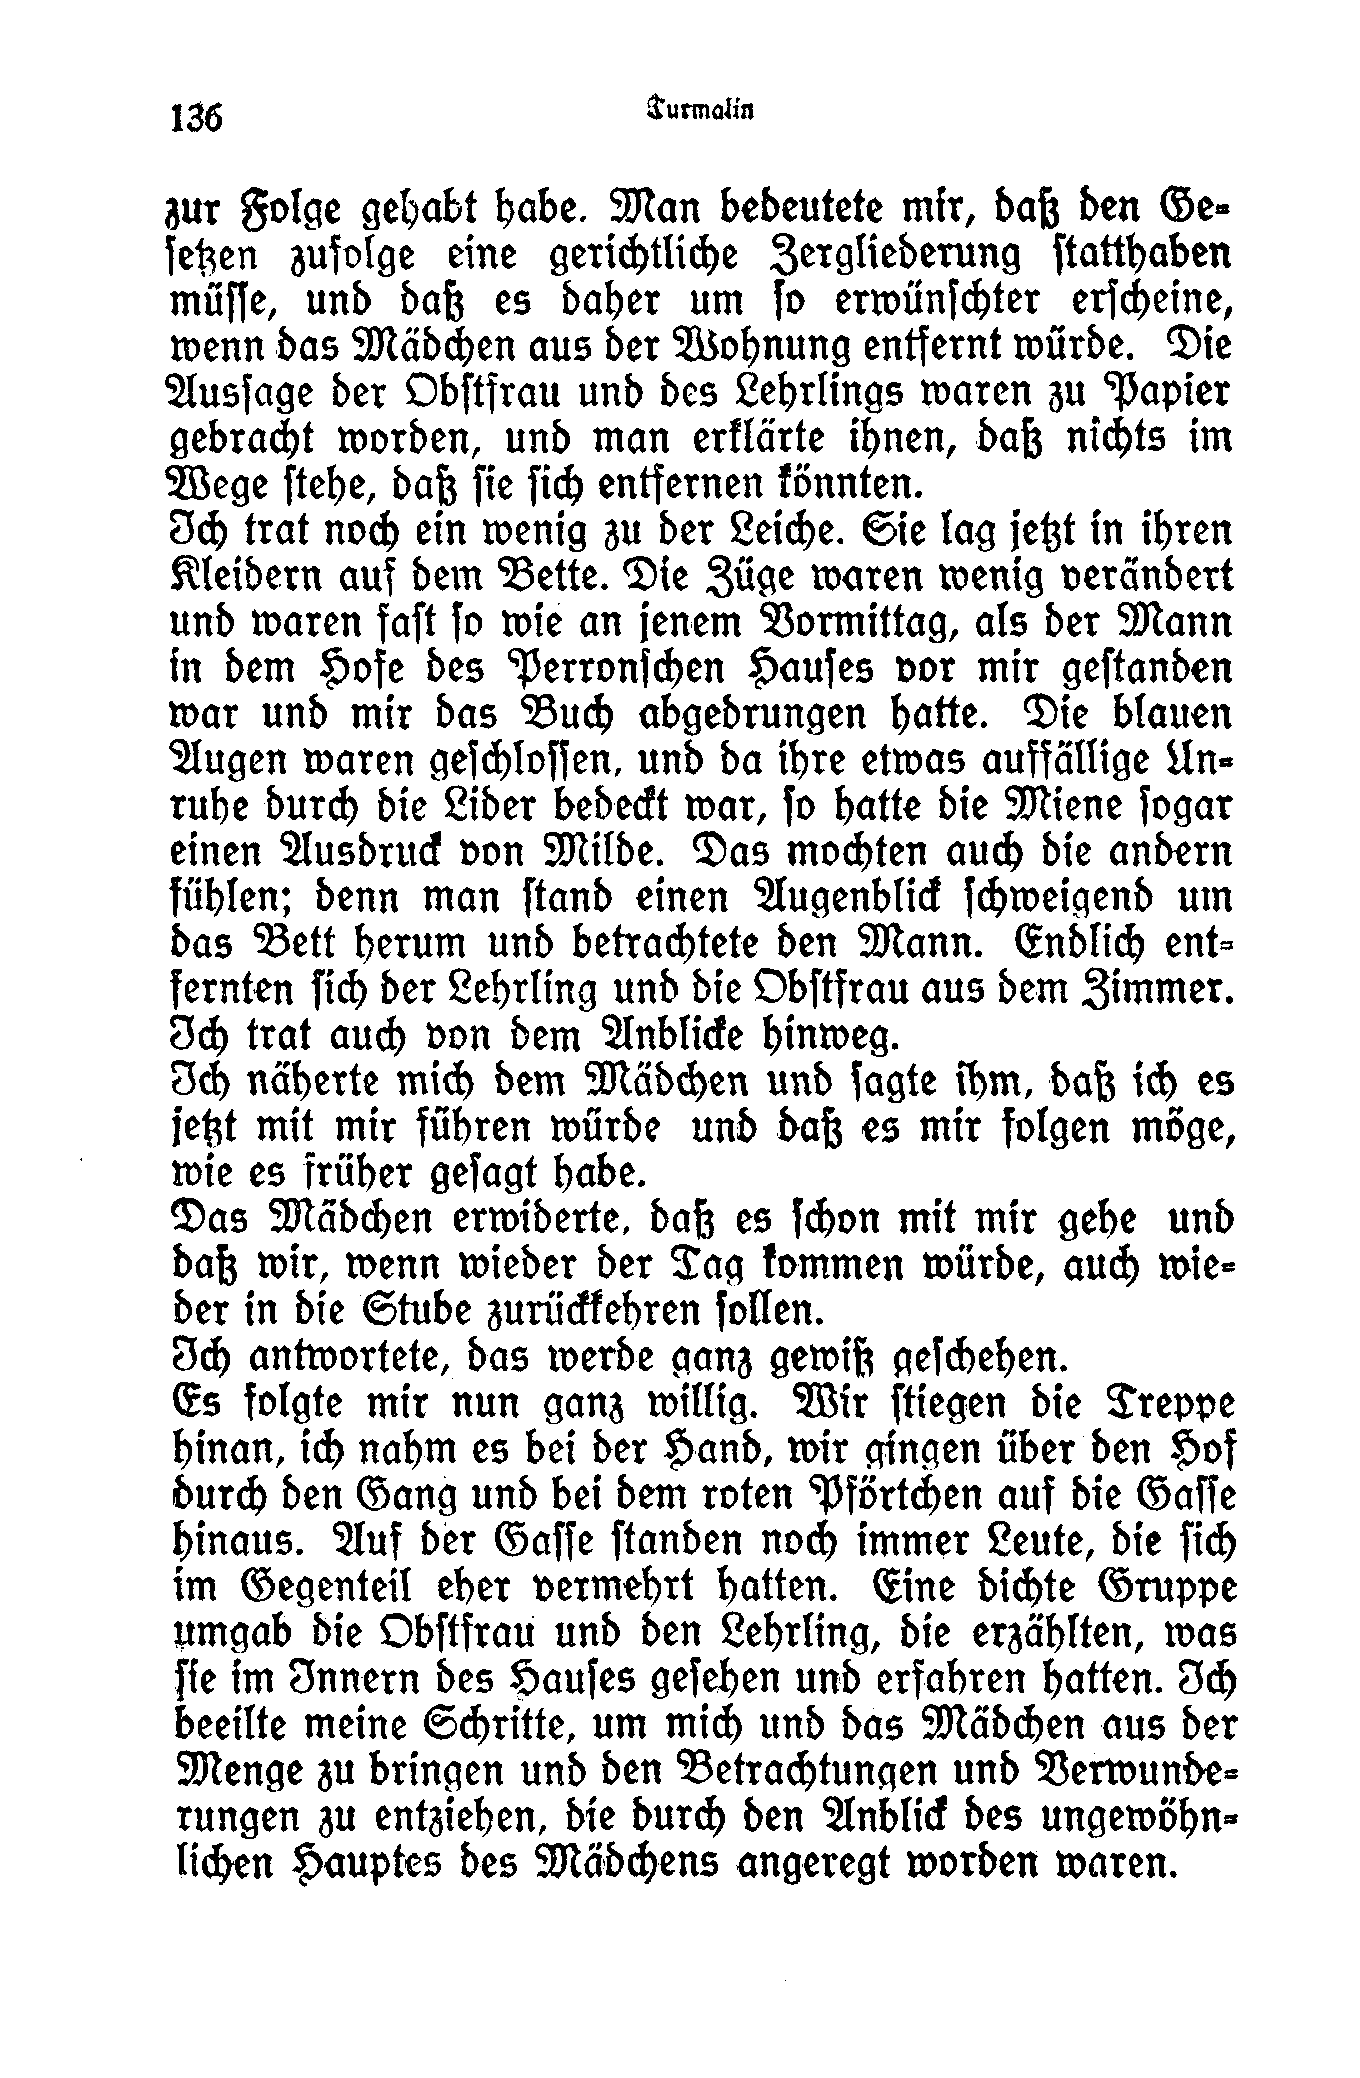 136
Turmalin
zur Folge gehabt habe. Man bedeutete mir, daß den Ge-
setzen zufolge eine gerichtliche Zergliederung statthaben
müsse, und daß es daher um so erwünschter erscheine,
wenn das Mädchen aus der Wohnung entfernt würde. Die
Aussage der Obstfrau und des Lehrlings waren zu Papier
gebracht worden, und man erklärte ihnen, daß nichts im
Wege stehe, daß sie sich entfernen könnten.
Ich trat noch ein wenig zu der Leiche. Sie lag jetzt in ihren
Kleidern auf dem Bette. Die Züge waren wenig verändert
und waren fast so wie an jenem Vormittag, als der Mann
in dem Hofe des Perronschen Hauses vor mir gestanden
war und mir das Buch abgedrungen hatte. Die blauen
Augen waren geschlossen, und da ihre etwas auffällige Un-
ruhe durch die Lider bedeckt war, so hatte die Miene sogar
einen Ausdruck von Milde. Das mochten auch die andern
fühlen; denn man stand einen Augenblick schweigend um
das Bett herum und betrachtete den Mann. Endlich ent-
fernten sich der Lehrling und die Obstfrau aus dem Zimmer.
Ich trat auch von dem Anblicke hinweg.
Ich näherte mich dem Mädchen und sagte ihm, daß ich es
jetzt mit mir führen würde und daß es mir folgen möge,
wie es früher gesagt habe.
Das Mädchen erwiderte, daß es schon mit mir gehe und
daß wir, wenn wieder der Tag kommen würde, auch wie-
der in die Stube zurückkehren sollen.
Ich antwortete, das werde ganz gewiß geschehen.
Es folgte mir nun ganz willig. Wir stiegen die Treppe
hinan, ich nahm es bei der Hand, wir gingen über den Hof
durch den Gang und bei dem roten Pförtchen auf die Gasse
hinaus. Auf der Gasse standen noch immer Leute, die sich
im Gegenteil eher vermehrt hatten. Eine dichte Gruppe
umgab die Obstfrau und den Lehrling, die erzählten, was
sie im Innern des Hauses gesehen und erfahren hatten. Ich
beeilte meine Schritte, um mich und das Mädchen aus der
Menge zu bringen und den Betrachtungen und Verwunde-
rungen zu entziehen, die durch den Anblick des ungewöhn-
lichen Hauptes des Mädchens angeregt worden waren.